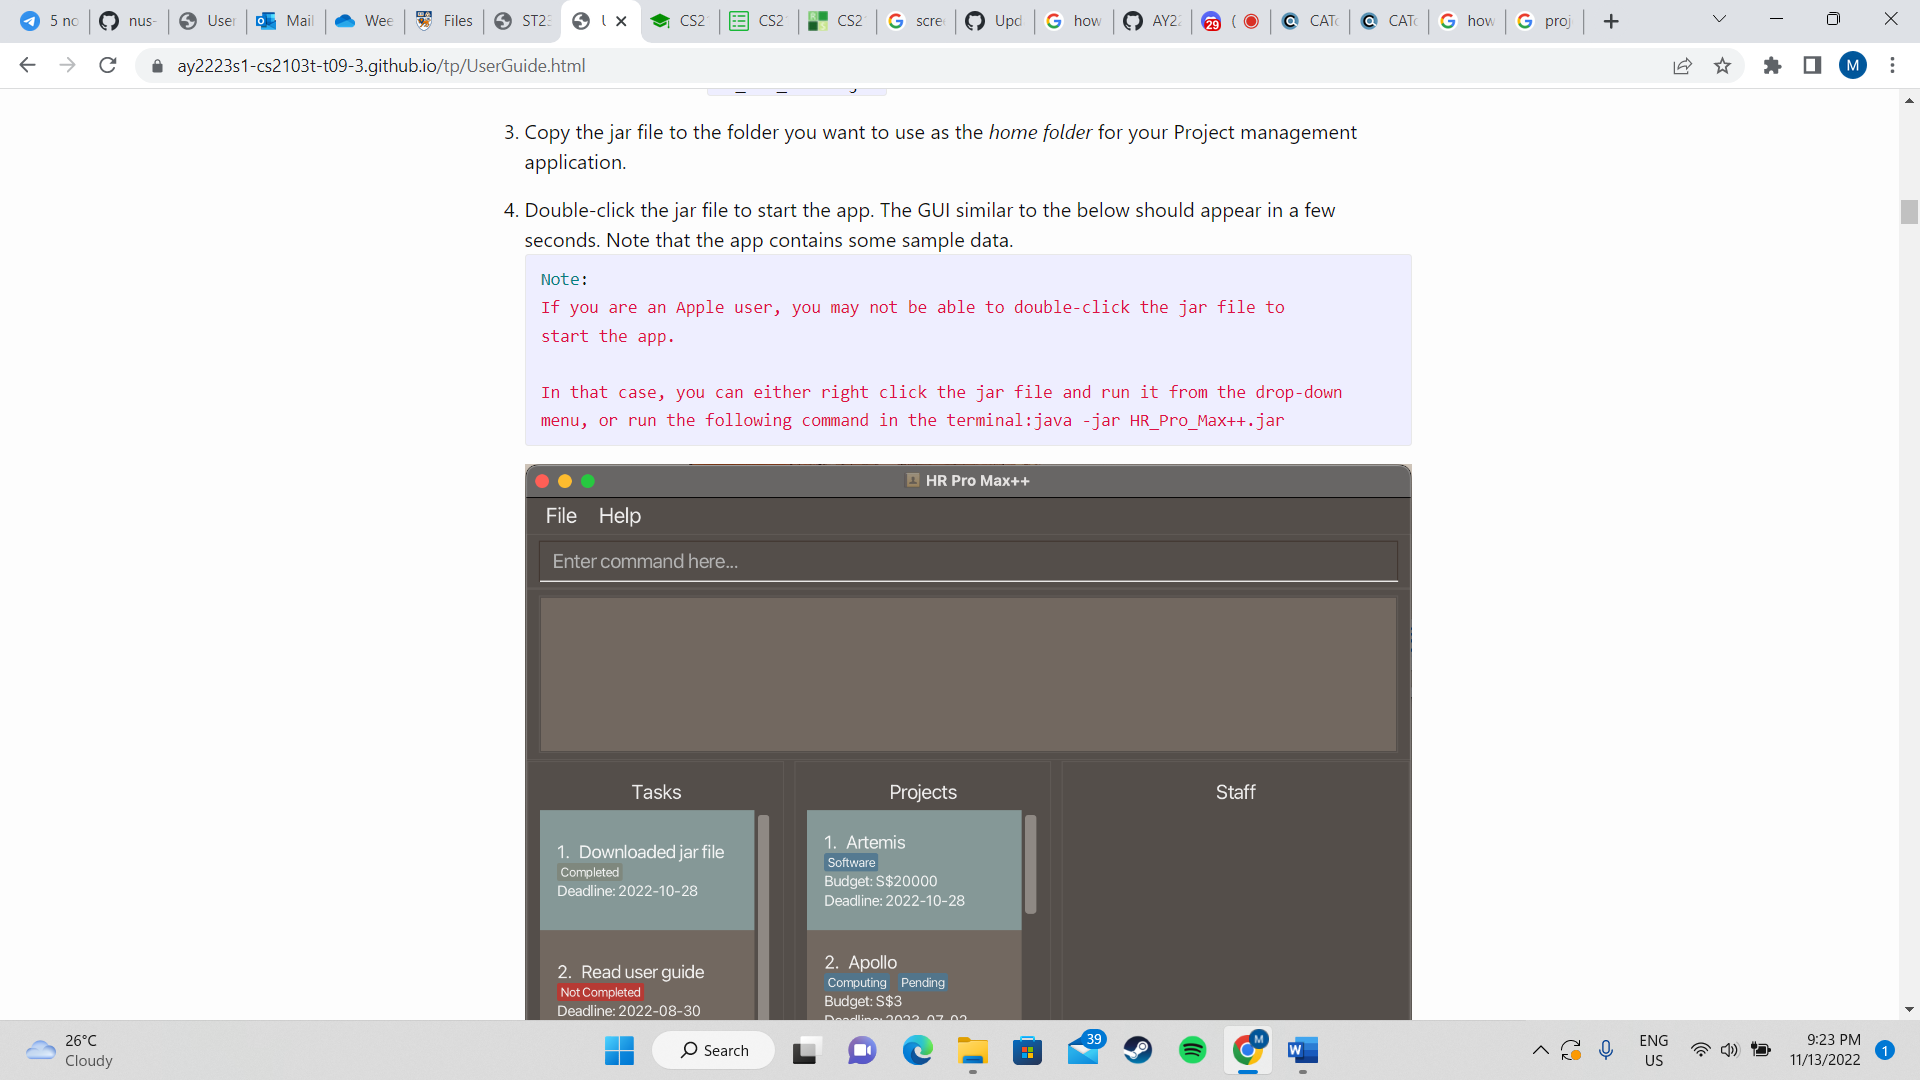 5 no
nus-
User
Mail
Wee
Files
ST23
CS2
CS2
CS2
scre
Upd
how
AY22
29
CATo
CATo
how
proj
ay2223s1-cs2103t-t09-3.github.io/tp/UserGuide.html
M
3. Copy the jar file to the folder you want to use as the home folder for your Project management
application.
4. Double-click the jar file to start the app. The GUI similar to the below should appear in a few
seconds. Note that the app contains some sample data.
Note:
If you are an Apple user, you may not be able to double-click the jar file to
start the app.
In that case, you can either right click the jar file and run it from the drop-down
menu, or run the following command in the terminal:java -jar HR_Pro_Max++.jar
HR Pro Max++
File Help
Enter command here...
Tasks
1. Downloaded jar file
Completed
Deadline: 2022-10-28
2. Read user guide
Not Completed
Deadline: 2022-08-30
Projects
1. Artemis
Software
Budget: S$20000
Deadline: 2022-10-28
2. Apollo
Computing Pending
Budget: S$3
Deadline: 2023-07-02
Staff
26°C
Cloudy
Search
39
M
ENG
US
9:23 PM
11/13/2022
1